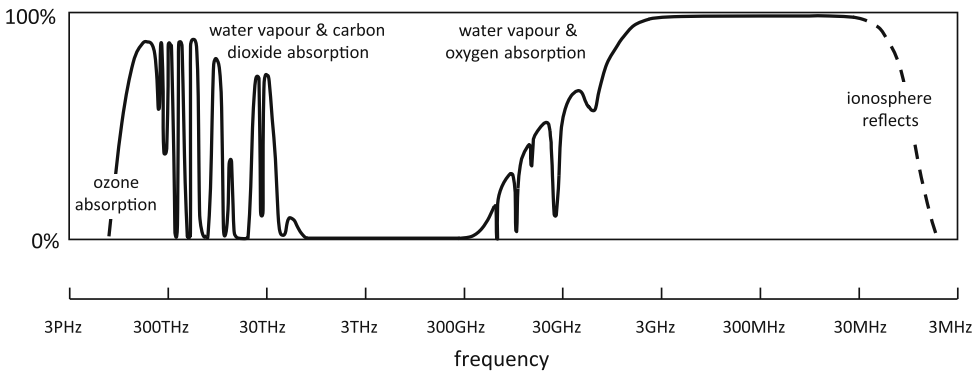 100%
water vapour & carbon
dioxide absorption
water vapour &
oxygen absorption
ionosphere
reflects
ozone
absorption
0%
3PHz 300THz 30THz 3THz 300GHz 30GHz 3GHz 300MHz 30MHz 3MHz
frequency